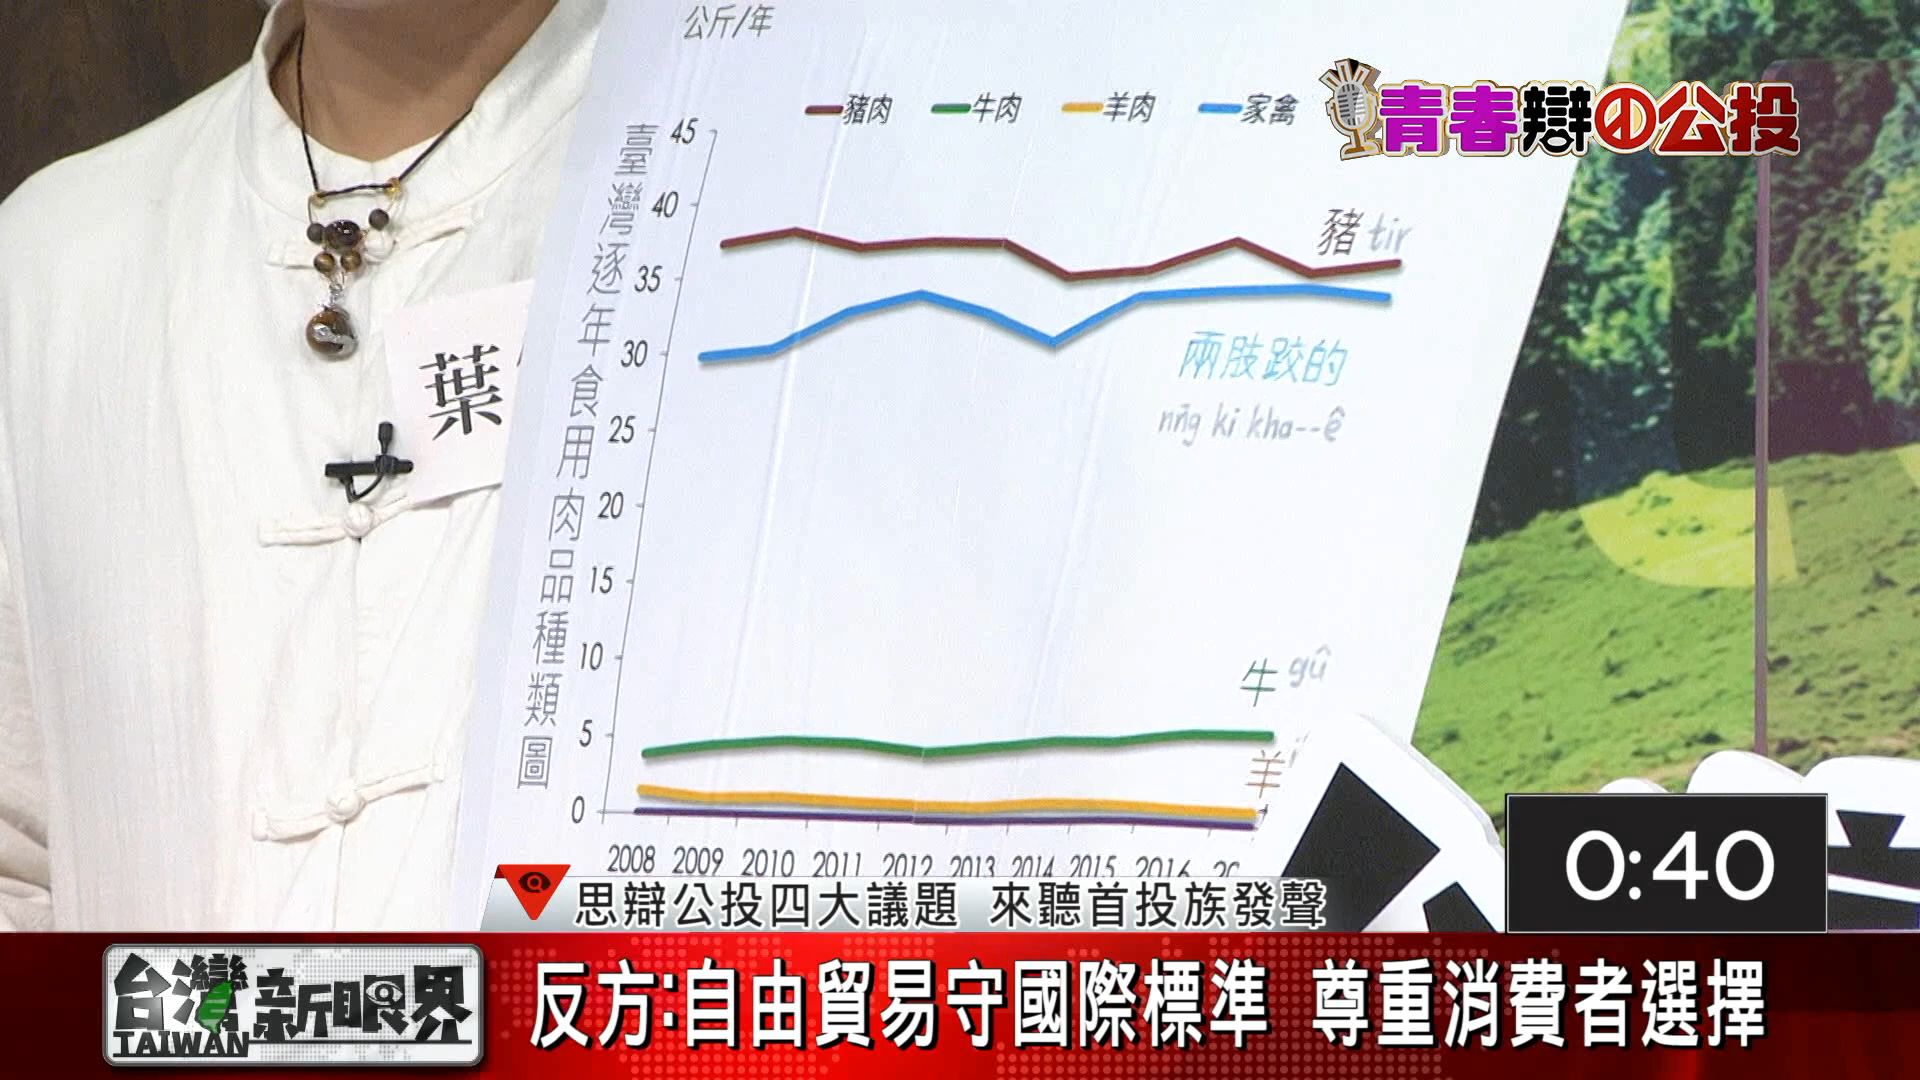 公斤/年
豬肉 牛肉 羊肉 家禽
青春辯の公投
臺灣逐年食用肉品種類圖
45
40
35
30
25
20
15
10
5
0
豬 tir
兩肢跤的
nn̄g ki kha--ê
牛 gû
羊
葉
2008 2009 2010 2011 2012 2013 2014 2015 2016
0:40
思辯公投四大議題 來聽首投族發聲
台灣新眼界
TAIWAN
反方:自由貿易守國際標準 尊重消費者選擇